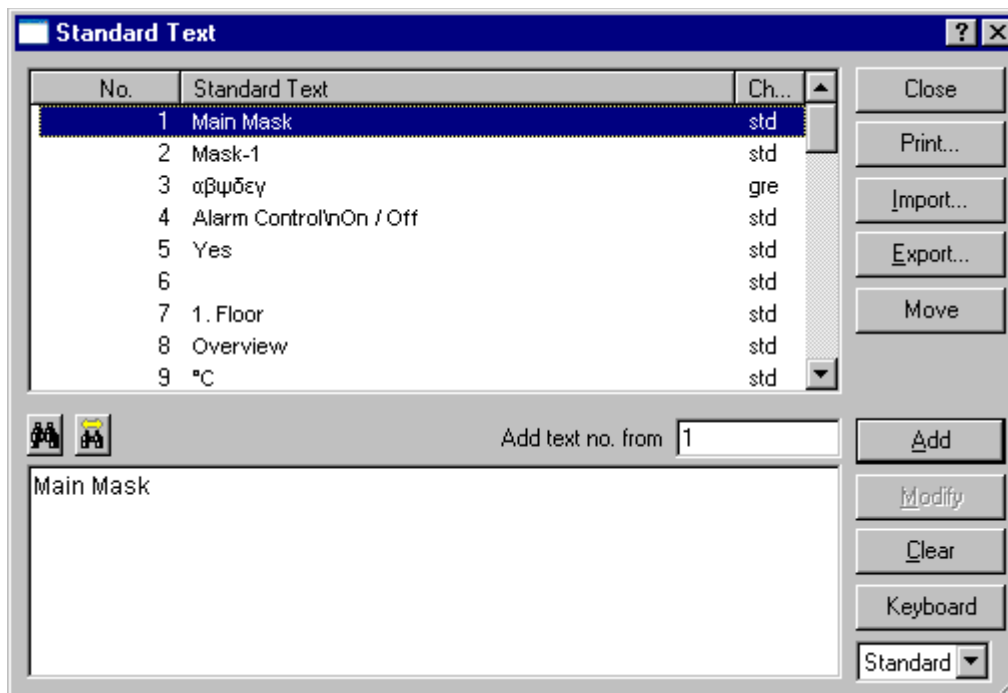 Standard Text
No. Standard Text Ch...
1 Main Mask std
2 Mask-1 std
3 αβψδεγ gre
4 Alarm Control\nOn / Off std
5 Yes std
6 std
7 1. Floor std
8 Overview std
9 °C std
Close
Print...
Import...
Export...
Move
Add text no. from 1
Main Mask
Add
Modify
Clear
Keyboard
Standard